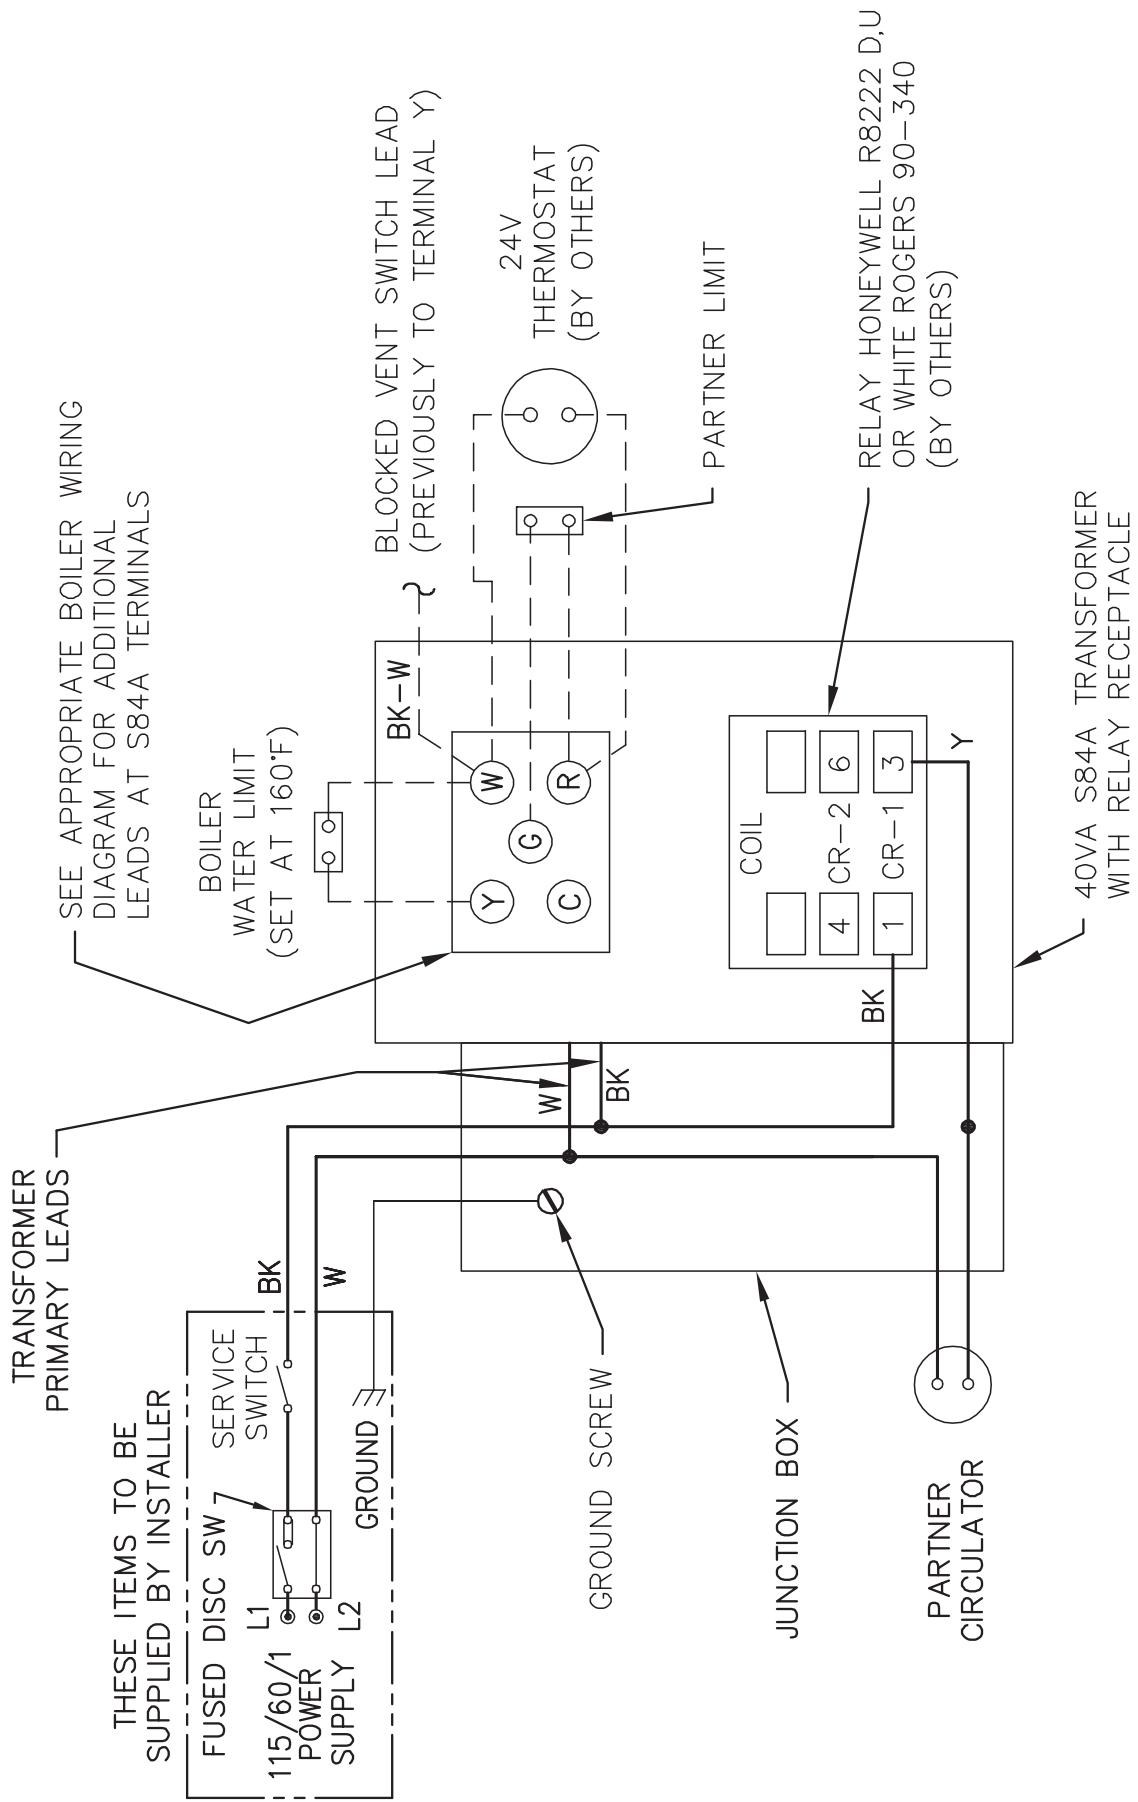 TRANSFORMER
PRIMARY LEADS
SEE APPROPRIATE BOILER WIRING
DIAGRAM FOR ADDITIONAL
LEADS AT S84A TERMINALS
THESE ITEMS TO BE
SUPPLIED BY INSTALLER
FUSED DISC SW
SERVICE
SWITCH
L1
L2
115/60/1
POWER
SUPPLY
GROUND
BK
W
BOILER
WATER LIMIT
(SET AT 160°F)
BK-W
BLOCKED VENT SWITCH LEAD
(PREVIOUSLY TO TERMINAL Y)
24V
THERMOSTAT
(BY OTHERS)
Y
W
G
C
R
W
BK
PARTNER LIMIT
GROUND SCREW
JUNCTION BOX
COIL
4
CR-2
6
1
CR-1
3
BK
Y
RELAY HONEYWELL R8222 D,U
OR WHITE ROGERS 90-340
(BY OTHERS)
PARTNER
CIRCULATOR
40VA S84A TRANSFORMER
WITH RELAY RECEPTACLE